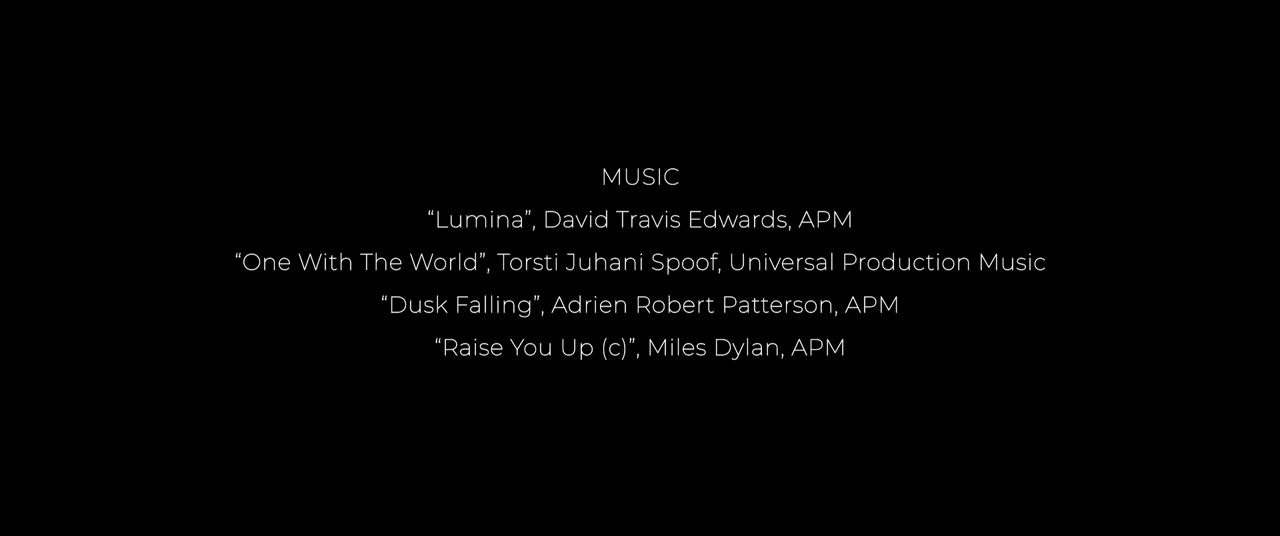 MUSIC
“Lumina”, David Travis Edwards, APM
“One With The World”, Torsti Juhani Spoof, Universal Production Music
“Dusk Falling”, Adrien Robert Patterson, APM
“Raise You Up (c)”, Miles Dylan, APM